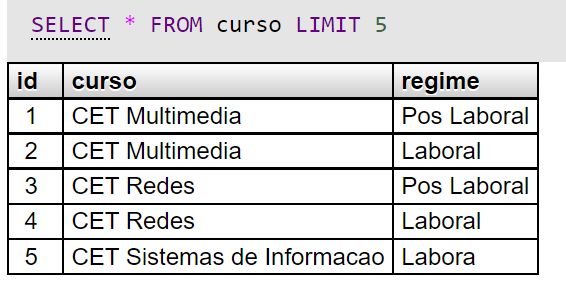 SELECT * FROM curso LIMIT 5
id curso regime
1 CET Multimedia Pos Laboral
2 CET Multimedia Laboral
3 CET Redes Pos Laboral
4 CET Redes Laboral
5 CET Sistemas de Informacao Labora